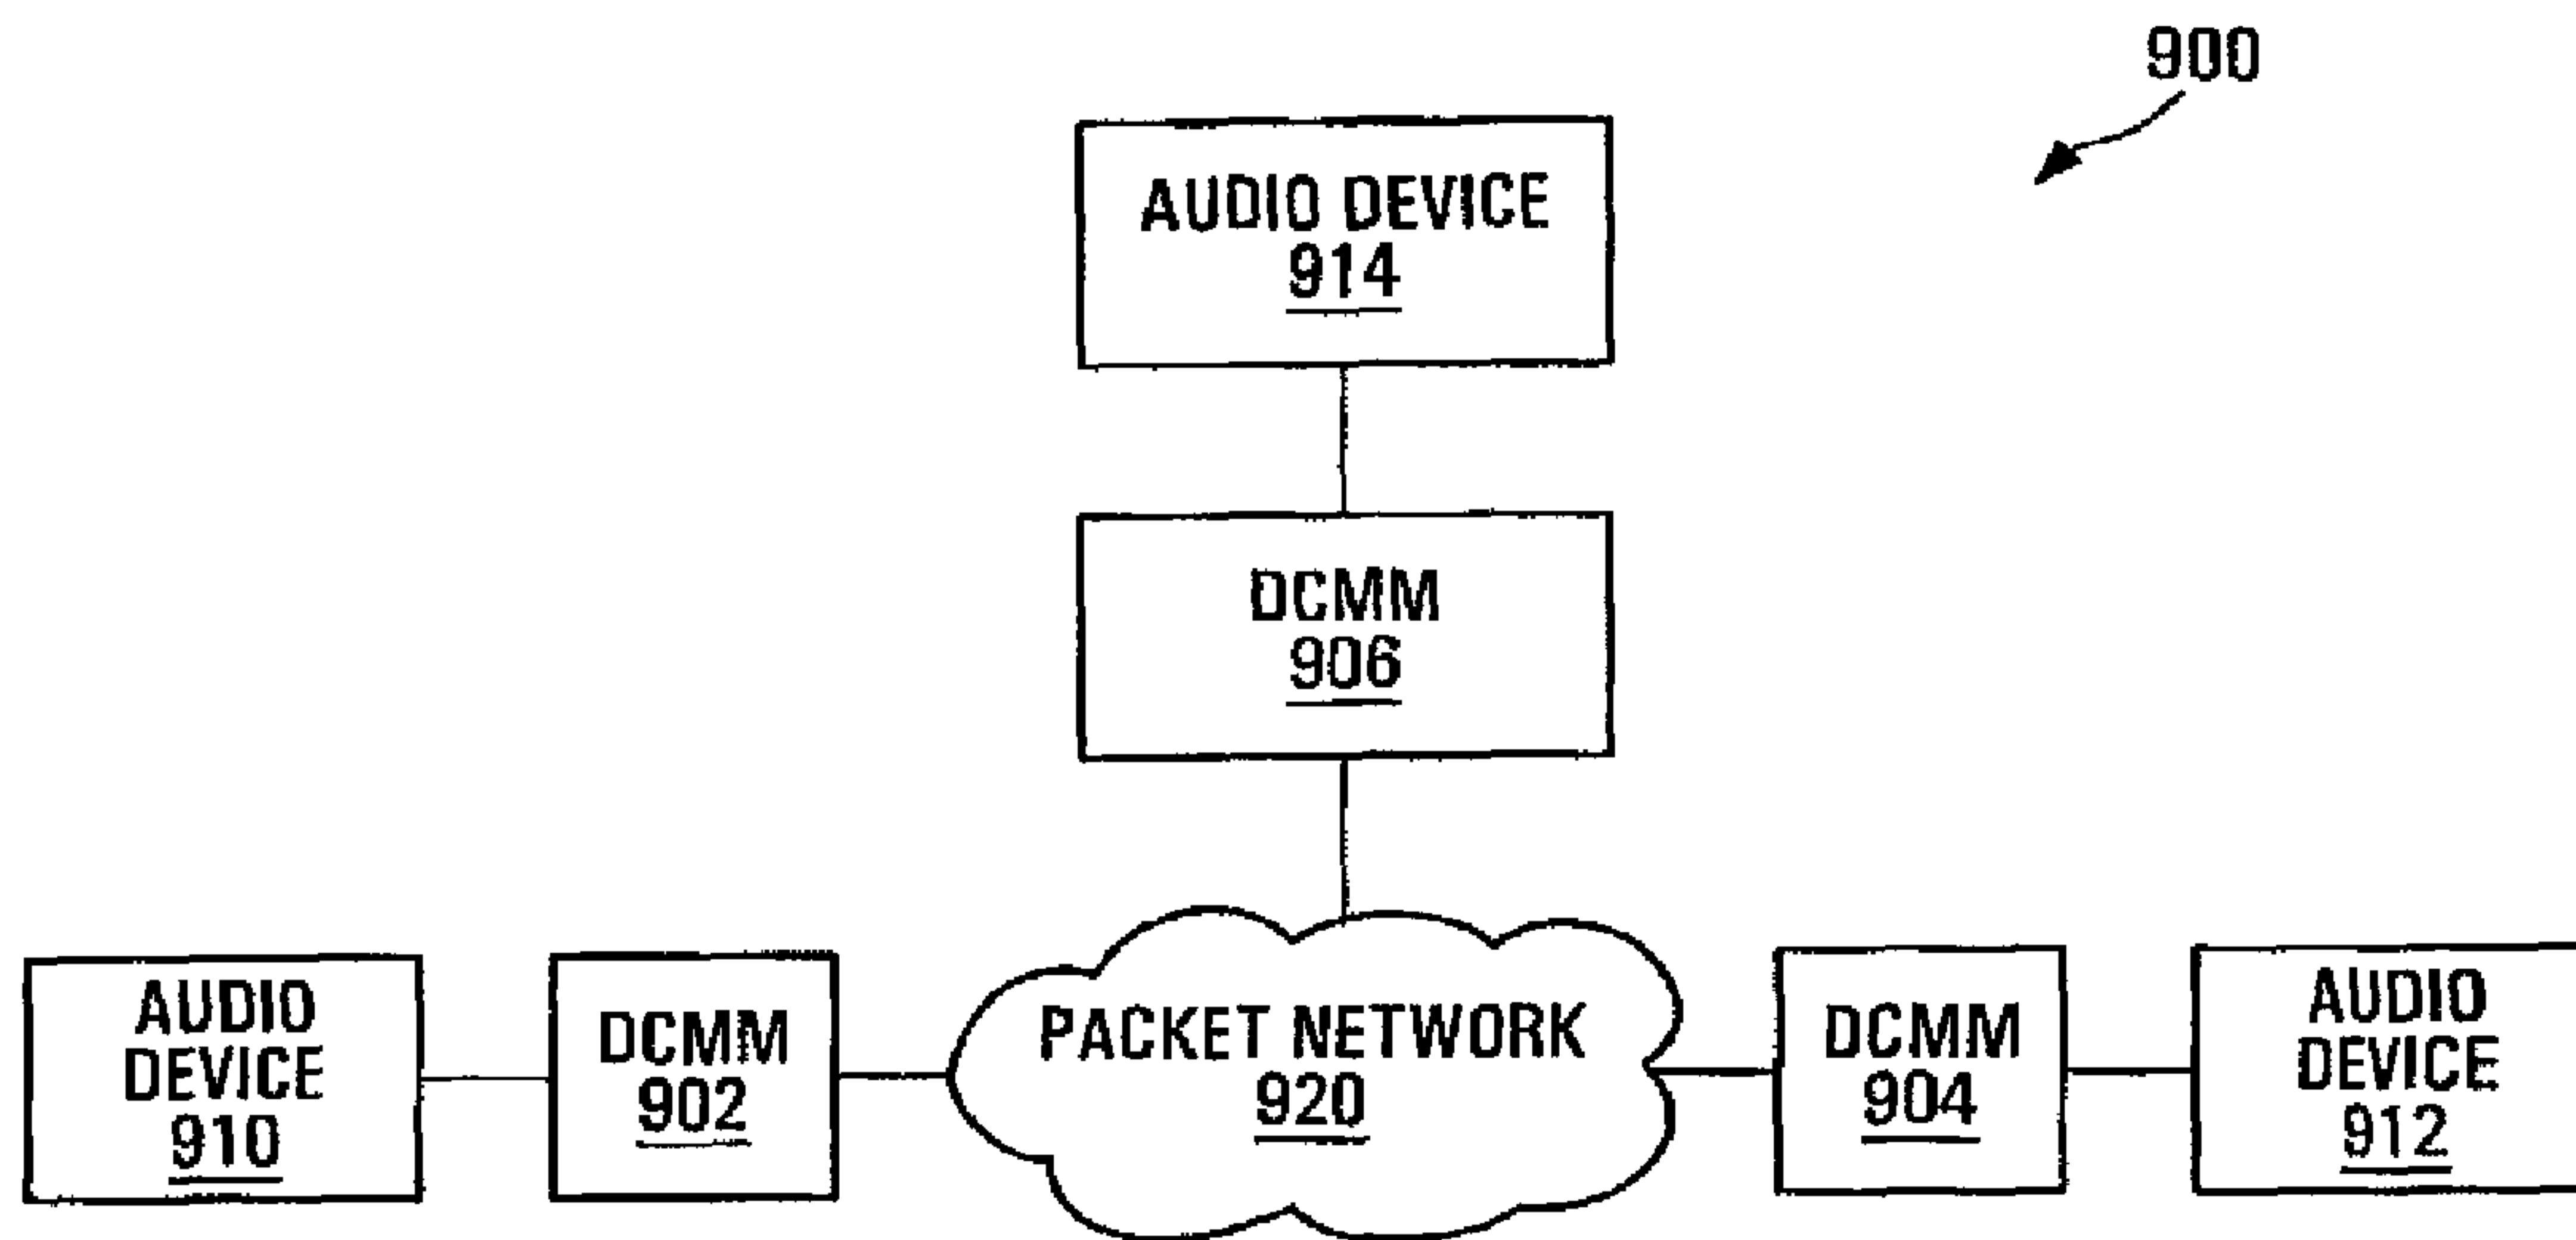 900
AUDIO DEVICE
914
DCMM
906
AUDIO
DEVICE
910
DCMM
902
PACKET NETWORK
920
DCMM
904
AUDIO
DEVICE
912